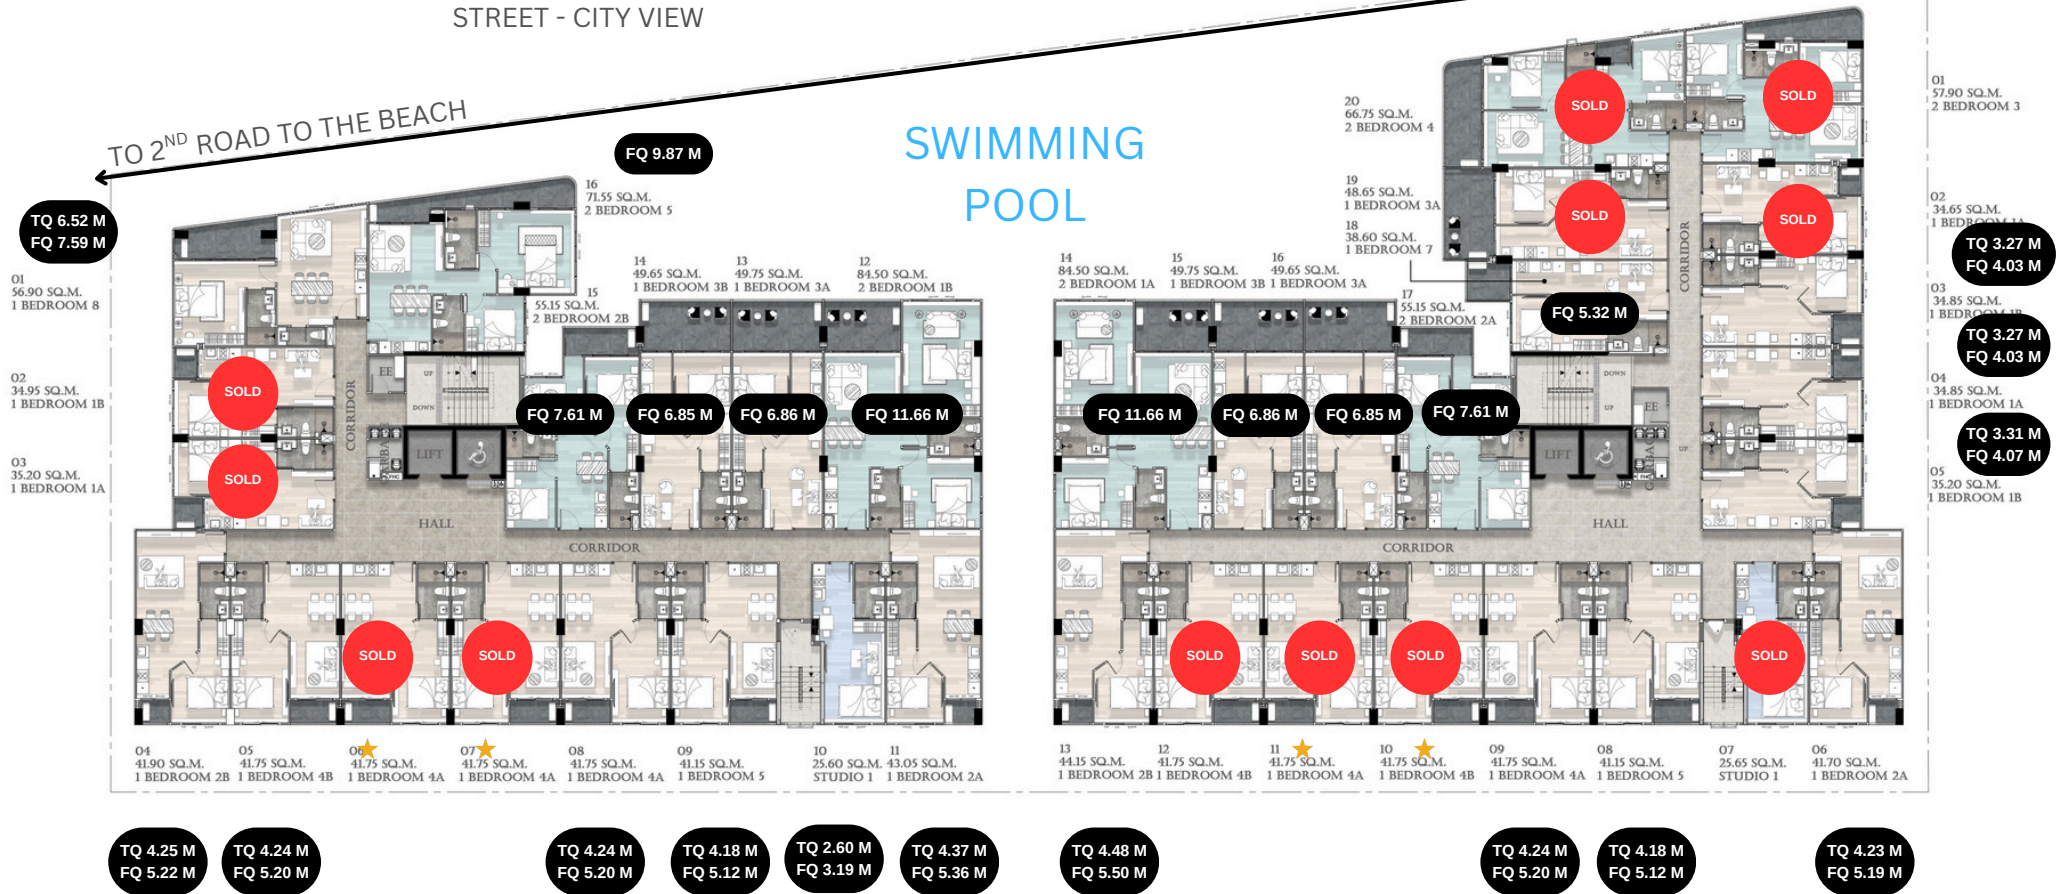 STREET - CITY VIEW
TO 2ND ROAD TO THE BEACH
SWIMMING
POOL
FQ 9.87 M
TQ 6.52 M
FQ 7.59 M
16
71.55 SQ.M.
2 BEDROOM 5
01
56.90 SQ.M.
1 BEDROOM 8
02
34.95 SQ.M.
1 BEDROOM 1B
03
35.20 SQ.M.
1 BEDROOM 1A
SOLD
SOLD
15
55.15 SQ.M.
2 BEDROOM 2B
14
49.65 SQ.M.
1 BEDROOM 3B
13
49.75 SQ.M.
1 BEDROOM 3A
12
84.50 SQ.M.
2 BEDROOM 1B
FQ 7.61 M
FQ 6.85 M
FQ 6.86 M
FQ 11.66 M
EE
UP
DOWN
CORRIDOR
LIFT
HALL
CORRIDOR
SOLD
SOLD
04
41.90 SQ.M.
1 BEDROOM 2B
05
41.75 SQ.M.
1 BEDROOM 4B
06
41.75 SQ.M.
1 BEDROOM 4A
07
41.75 SQ.M.
1 BEDROOM 4A
08
41.75 SQ.M.
1 BEDROOM 4A
09
41.15 SQ.M.
1 BEDROOM 5
10
25.60 SQ.M.
STUDIO 1
11
43.05 SQ.M.
1 BEDROOM 2A
TQ 4.25 M
FQ 5.22 M
TQ 4.24 M
FQ 5.20 M
TQ 4.24 M
FQ 5.20 M
TQ 4.18 M
FQ 5.12 M
TQ 2.60 M
FQ 3.19 M
TQ 4.37 M
FQ 5.36 M
20
66.75 SQ.M.
2 BEDROOM 4
19
48.65 SQ.M.
1 BEDROOM 3A
18
38.60 SQ.M.
1 BEDROOM 7
SOLD
SOLD
SOLD
SOLD
FQ 5.32 M
01
57.90 SQ.M.
2 BEDROOM 3
02
34.65 SQ.M.
1 BEDROOM 1A
TQ 3.27 M
FQ 4.03 M
03
34.85 SQ.M.
1 BEDROOM 1B
TQ 3.27 M
FQ 4.03 M
04
34.85 SQ.M.
1 BEDROOM 1A
TQ 3.31 M
FQ 4.07 M
05
35.20 SQ.M.
1 BEDROOM 1B
14
84.50 SQ.M.
2 BEDROOM 1A
15
49.75 SQ.M.
1 BEDROOM 3B
16
49.65 SQ.M.
1 BEDROOM 3A
17
55.15 SQ.M.
2 BEDROOM 2A
FQ 11.66 M
FQ 6.86 M
FQ 6.85 M
FQ 7.61 M
CORRIDOR
DOWN
UP
EE
UP
LIFT
HALL
CORRIDOR
SOLD
SOLD
SOLD
SOLD
13
44.15 SQ.M.
1 BEDROOM 2B
12
41.75 SQ.M.
1 BEDROOM 4B
11
41.75 SQ.M.
1 BEDROOM 4A
10
41.75 SQ.M.
1 BEDROOM 4B
09
41.75 SQ.M.
1 BEDROOM 4A
08
41.15 SQ.M.
1 BEDROOM 5
07
25.65 SQ.M.
STUDIO 1
06
41.70 SQ.M.
1 BEDROOM 2A
TQ 4.48 M
FQ 5.50 M
TQ 4.24 M
FQ 5.20 M
TQ 4.18 M
FQ 5.12 M
TQ 4.23 M
FQ 5.19 M